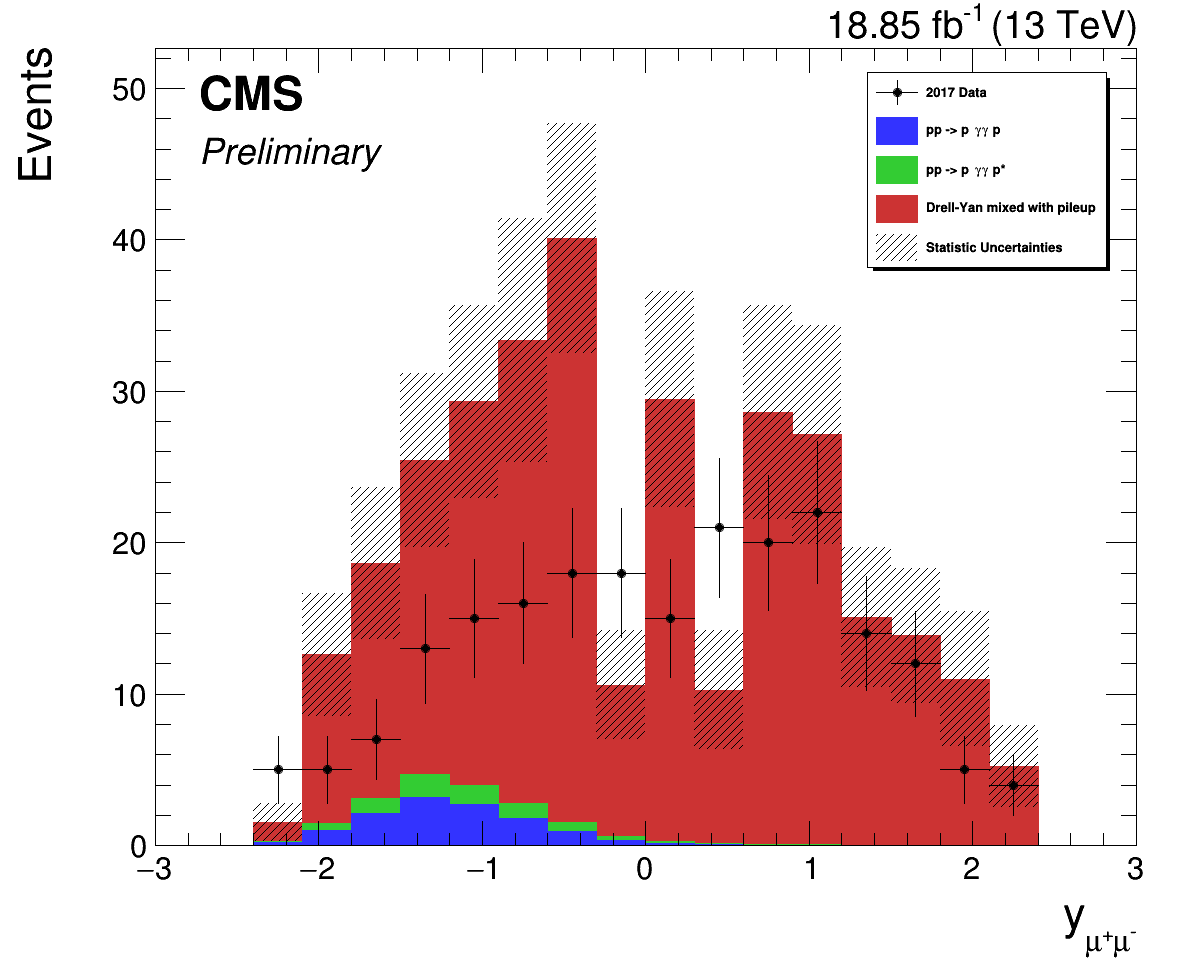 18.85 fb⁻¹ (13 TeV)
Events
CMS
Preliminary
2017 Data
pp -> p γγ p
pp -> p γγ p*
Drell-Yan mixed with pileup
Statistic Uncertainties
50
40
30
20
10
0
−3 −2 −1 0 1 2 3
y_μ⁺μ⁻